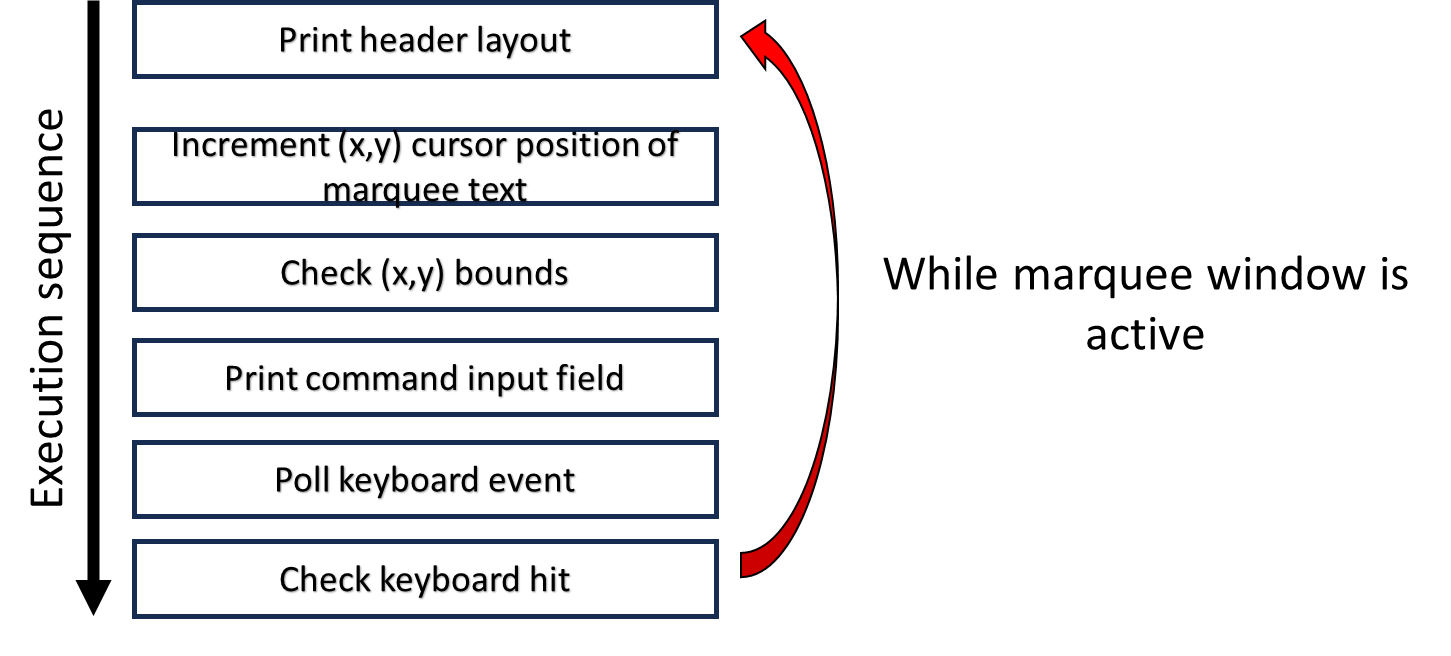 Execution sequence
Print header layout
Increment (x,y) cursor position of
marquee text
Check (x,y) bounds
Print command input field
Poll keyboard event
Check keyboard hit
While marquee window is
active